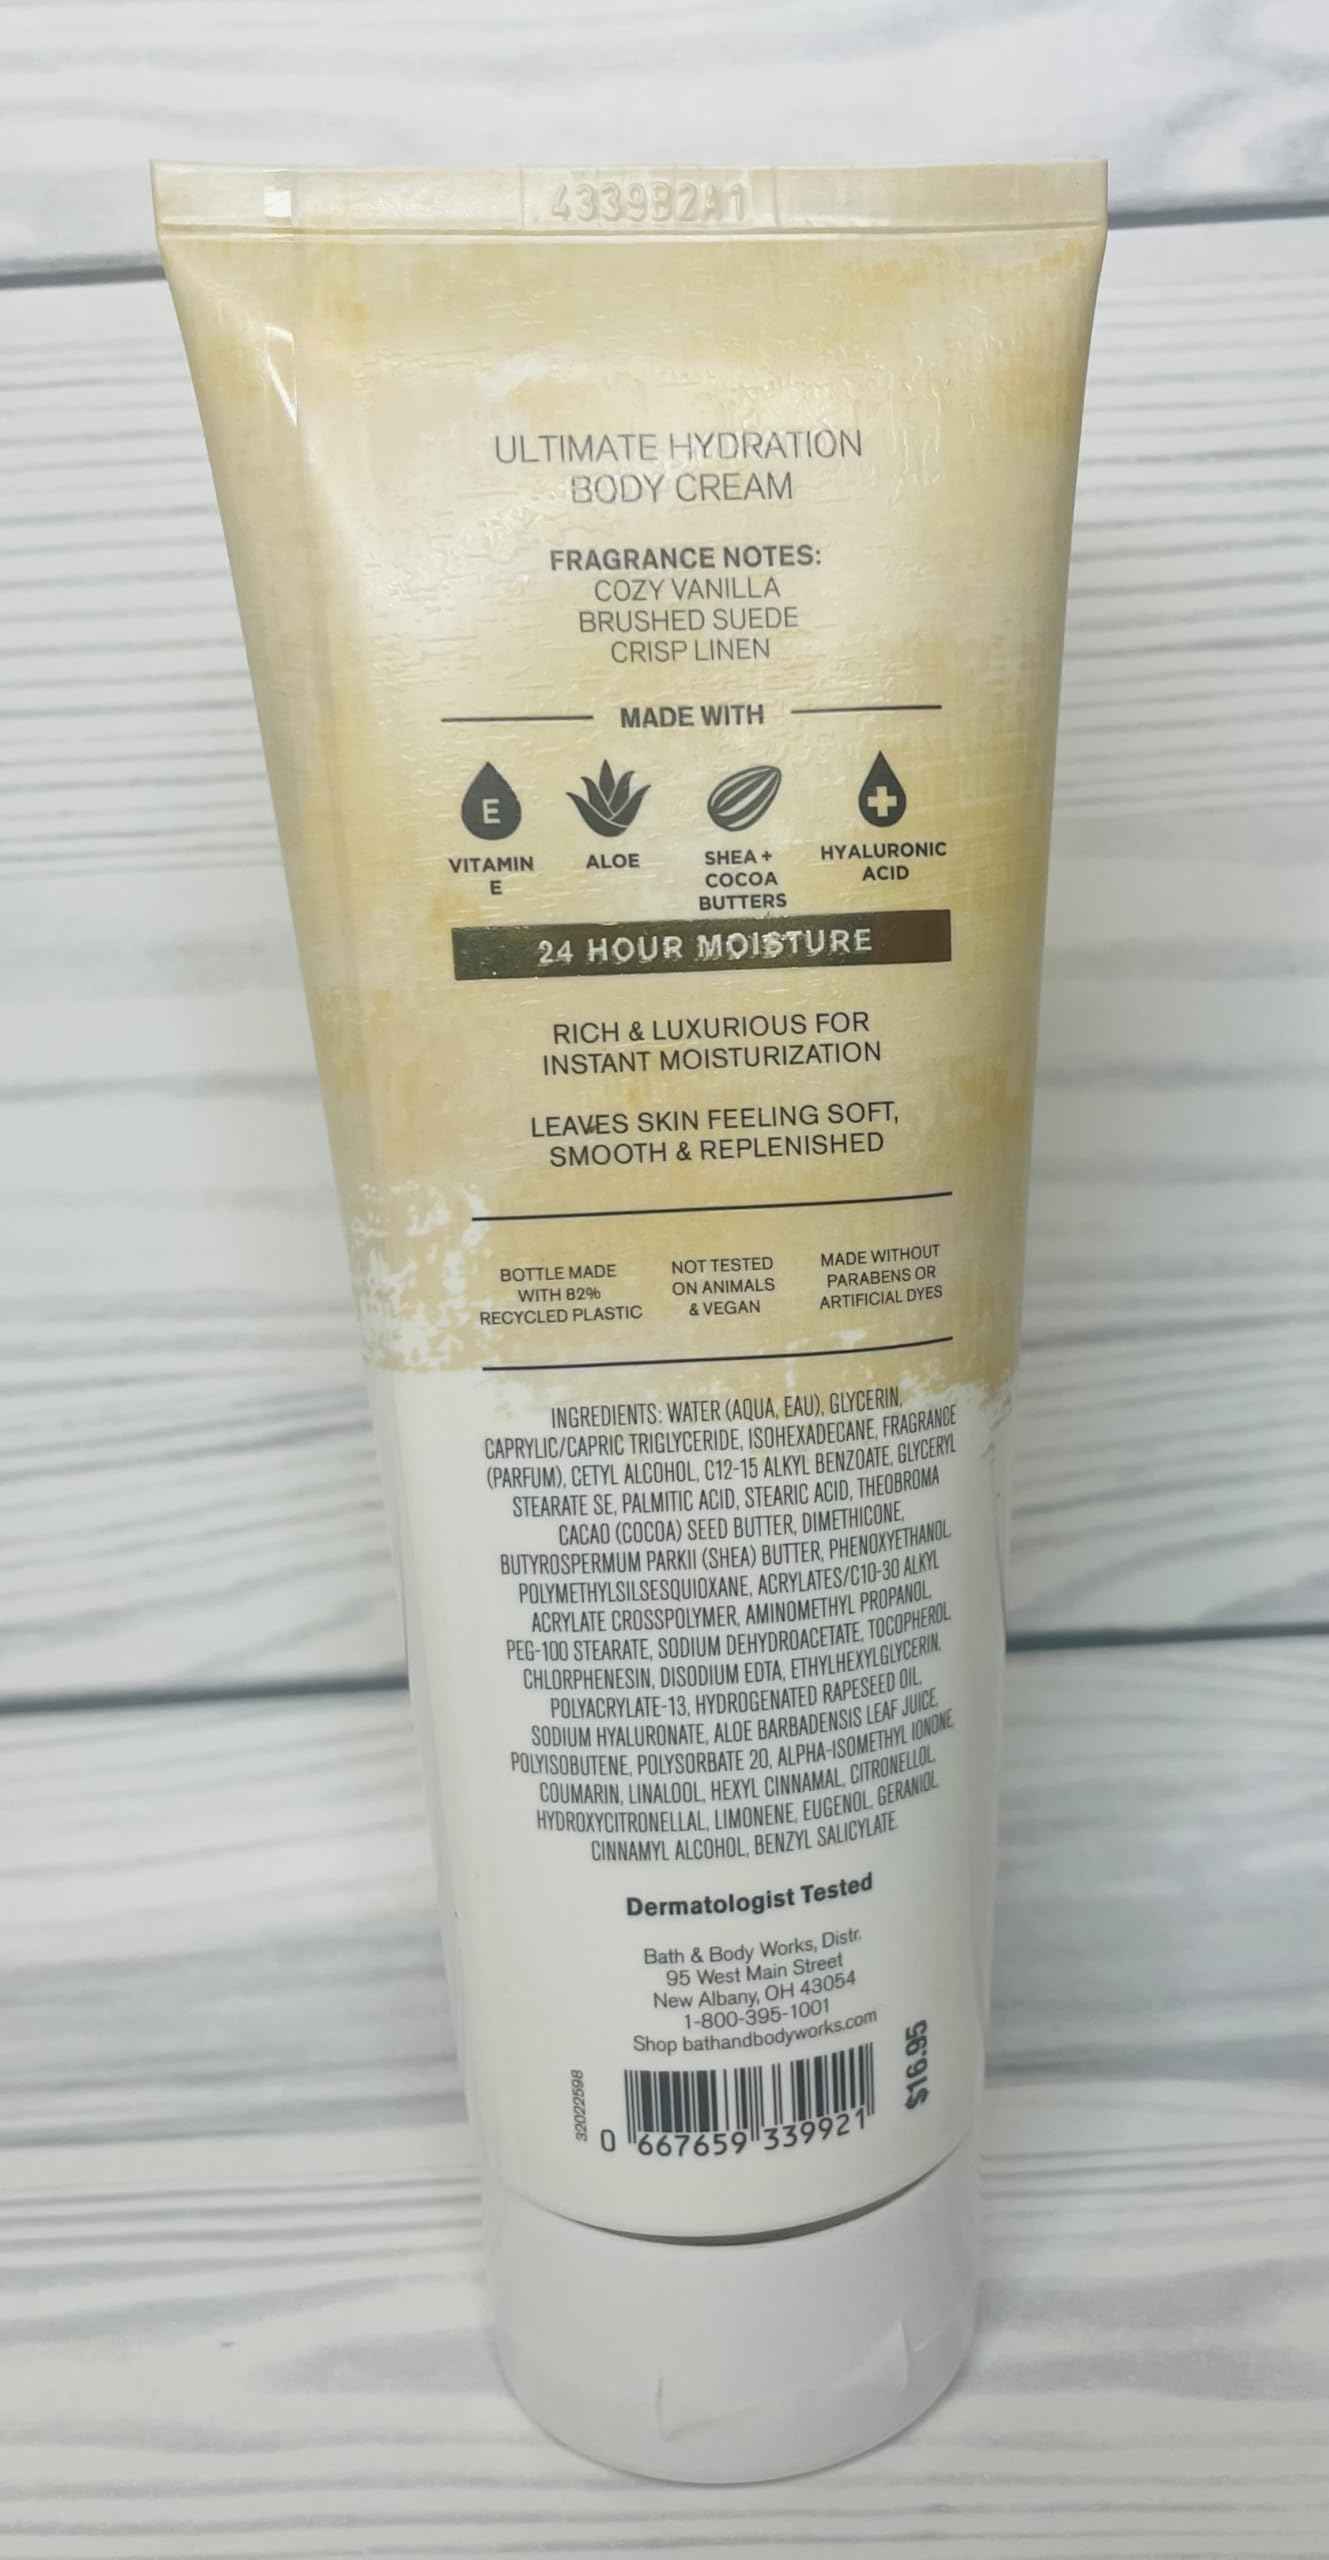 4339B2A1
ULTIMATE HYDRATION
BODY CREAM
FRAGRANCE NOTES:
COZY VANILLA
BRUSHED SUEDE
CRISP LINEN
MADE WITH
E
VITAMIN
E
ALOE
SHEA +
COCOA
BUTTERS
HYALURONIC
ACID
24 HOUR MOISTURE
RICH & LUXURIOUS FOR
INSTANT MOISTURIZATION
LEAVES SKIN FEELING SOFT,
SMOOTH & REPLENISHED
BOTTLE MADE
WITH 82%
RECYCLED PLASTIC
NOT TESTED
ON ANIMALS
& VEGAN
MADE WITHOUT
PARABENS OR
ARTIFICIAL DYES
INGREDIENTS: WATER (AQUA, EAU), GLYCERIN,
CAPRYLIC/CAPRIC TRIGLYCERIDE, ISOHEXADECANE, FRAGRANCE
(PARFUM), CETYL ALCOHOL, C12-15 ALKYL BENZOATE, GLYCERYL
STEARATE SE, PALMITIC ACID, STEARIC ACID, THEOBROMA
CACAO (COCOA) SEED BUTTER, DIMETHICONE,
BUTYROSPERMUM PARKII (SHEA) BUTTER, PHENOXYETHANOL,
POLYMETHYLSILSESQUIOXANE, ACRYLATES/C10-30 ALKYL
ACRYLATE CROSSPOLYMER, AMINOMETHYL PROPANOL,
PEG-100 STEARATE, SODIUM DEHYDROACETATE, TOCOPHEROL,
CHLORPHENESIN, DISODIUM EDTA, ETHYLHEXYLGLYCERIN,
POLYACRYLATE-13, HYDROGENATED RAPESEED OIL,
SODIUM HYALURONATE, ALOE BARBADENSIS LEAF JUICE,
POLYISOBUTENE, POLYSORBATE 20, ALPHA-ISOMETHYL IONONE,
COUMARIN, LINALOOL, HEXYL CINNAMAL, CITRONELLOL,
HYDROXYCITRONELLAL, LIMONENE, EUGENOL, GERANIOL,
CINNAMYL ALCOHOL, BENZYL SALICYLATE.
Dermatologist Tested
Bath & Body Works, Distr.
95 West Main Street
New Albany, OH 43054
1-800-395-1001
Shop bathandbodyworks.com
32022598
0 667659 339921
$16.95